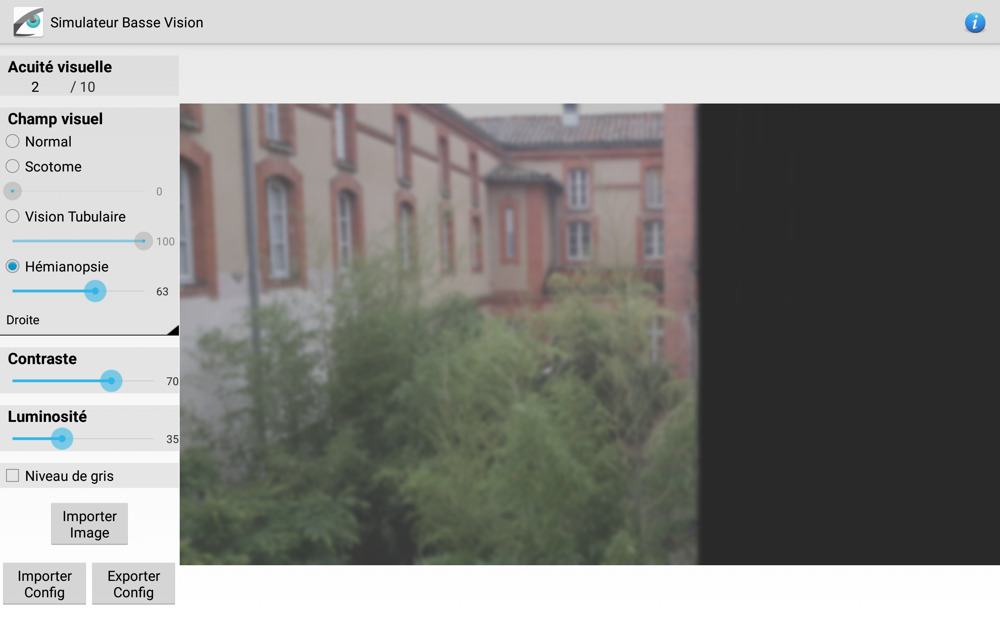 Simulateur Basse Vision
i
Acuité visuelle
2 / 10
Champ visuel
Normal
Scotome
0
Vision Tubulaire
100
Hémianopsie
63
Droite
Contraste
70
Luminosité
35
Niveau de gris
Importer
Image
Importer
Config
Exporter
Config